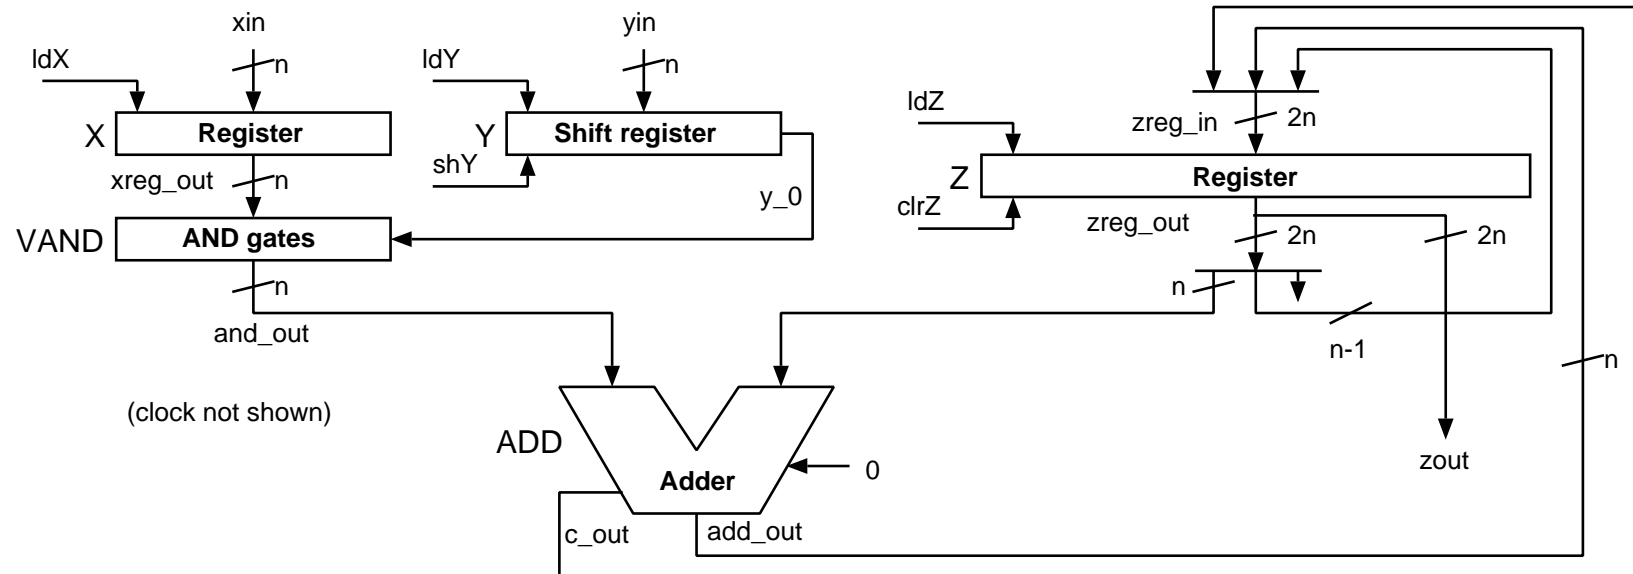 xin
yin
ldX
n
ldY
n
ldZ
zreg_in
2n
X
Register
Y
Shift register
shY
Z
Register
xreg_out
n
y_0
clrZ
zreg_out
2n
2n
VAND
AND gates
n
n
and_out
n-1
n
(clock not shown)
ADD
Adder
0
zout
c_out
add_out